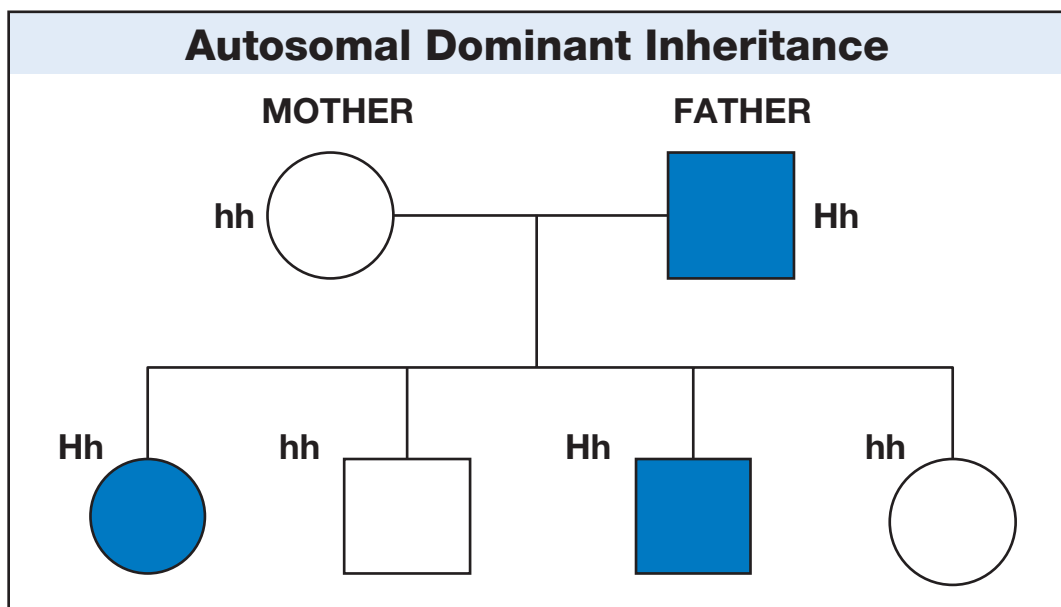 Autosomal Dominant Inheritance
MOTHER FATHER
hh Hh
Hh hh Hh hh